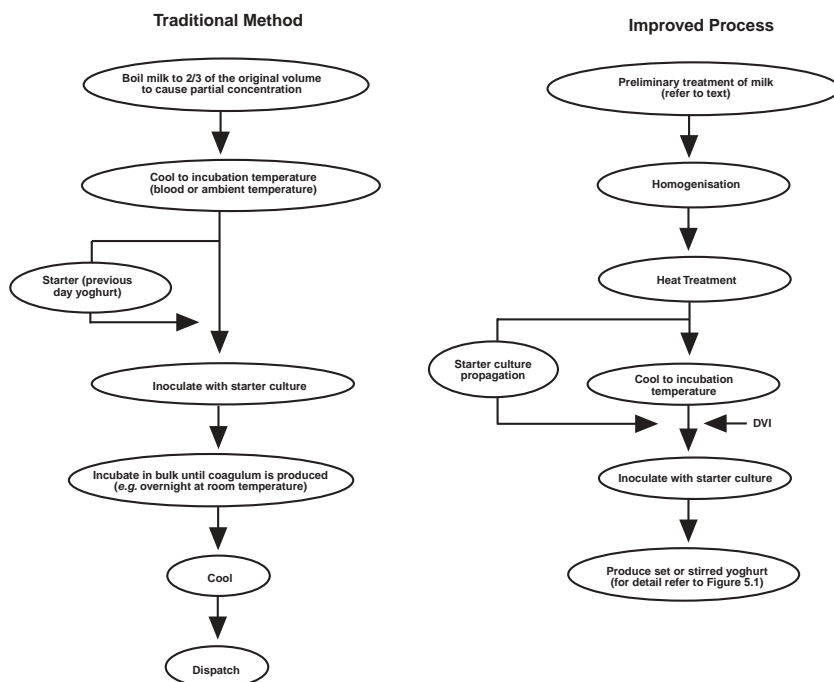 Traditional Method
Boil milk to 2/3 of the original volume
to cause partial concentration
Cool to incubation temperature
(blood or ambient temperature)
Starter (previous
day yoghurt)
Inoculate with starter culture
Incubate in bulk until coagulum is produced
(e.g. overnight at room temperature)
Cool
Dispatch
Improved Process
Preliminary treatment of milk
(refer to text)
Homogenisation
Heat Treatment
Starter culture
propagation
Cool to incubation
temperature
DVI
Inoculate with starter culture
Produce set or stirred yoghurt
(for detail refer to Figure 5.1)